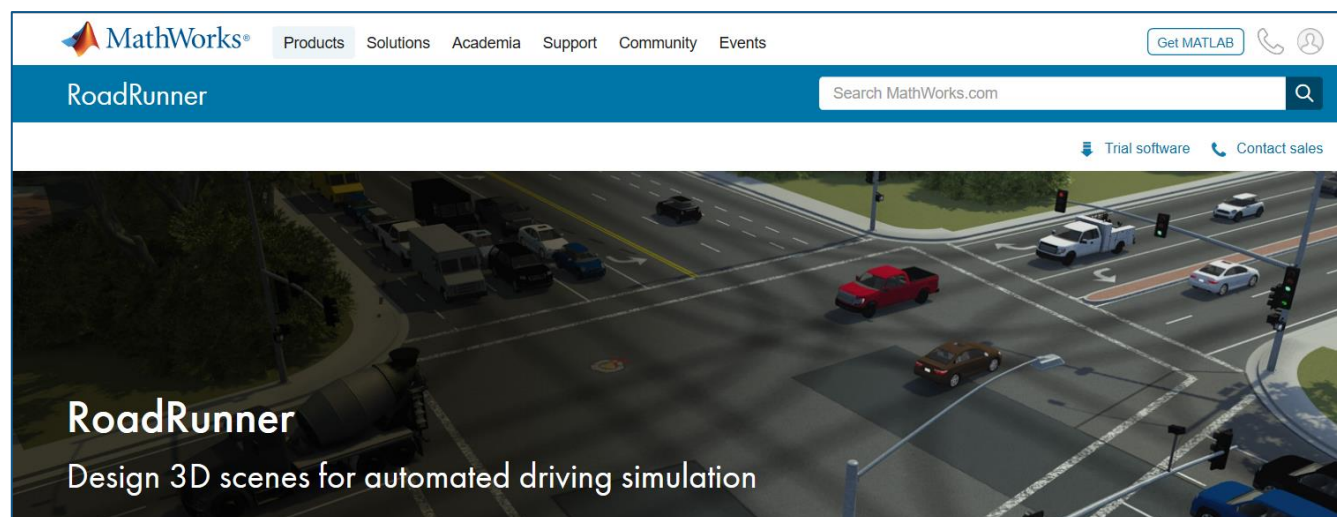 MathWorks® Products Solutions Academia Support Community Events Get MATLAB
RoadRunner Search MathWorks.com
Trial software Contact sales
RoadRunner
Design 3D scenes for automated driving simulation